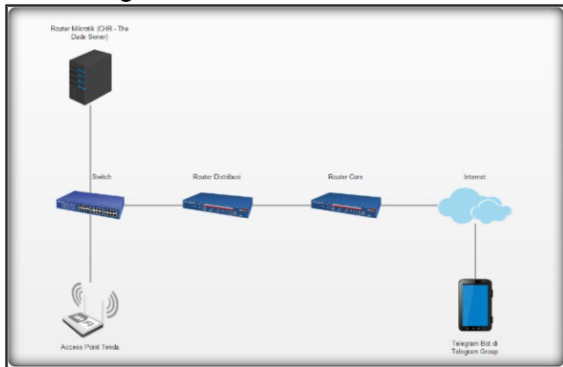 Router Mikrotik (CHR - The
Dude Server)
Switch
Router Distribusi
Router Core
Internet
Access Point Tenda
Telegram Bot di
Telegram Group